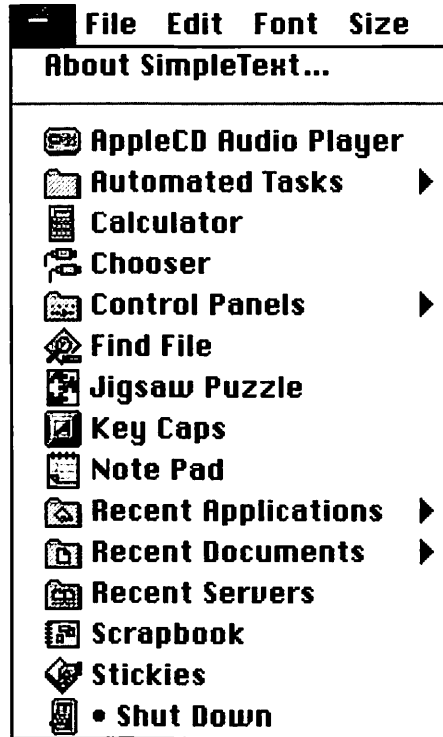 File Edit Font Size
About SimpleText...
AppleCD Audio Player
Automated Tasks
Calculator
Chooser
Control Panels
Find File
Jigsaw Puzzle
Key Caps
Note Pad
Recent Applications
Recent Documents
Recent Servers
Scrapbook
Stickies
• Shut Down